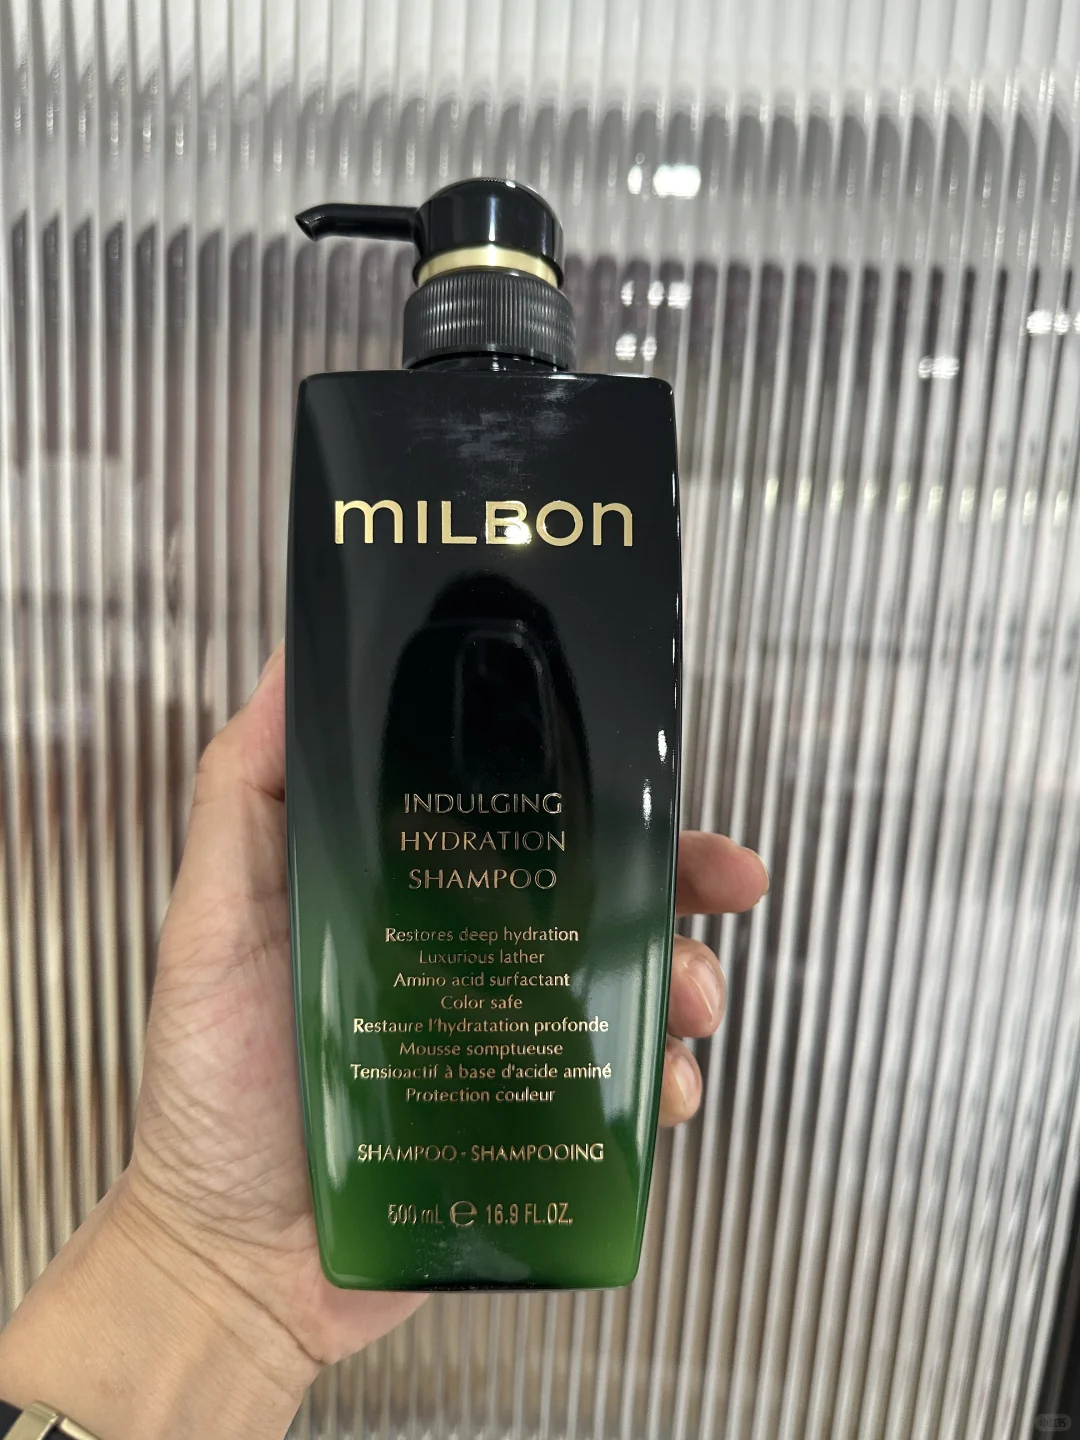 MILBON
INDULGING
HYDRATION
SHAMPOO
Restores deep hydration
Luxurious lather
Amino acid surfactant
Color safe
Restaure l'hydratation profonde
Mousse somptueuse
Tensioactif à base d'acide aminé
Protection couleur
SHAMPOO - SHAMPOOING
500 mL ℮ 16.9 FL.OZ.